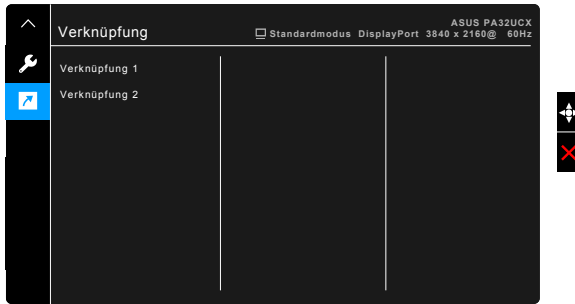 ASUS PA32UCX
Verknüpfung
Standardmodus DisplayPort 3840 x 2160@ 60Hz
Verknüpfung 1
Verknüpfung 2